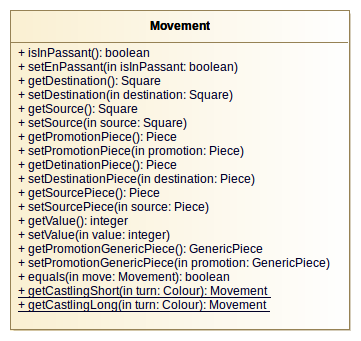 Movement
+ isInPassant(): boolean
+ setEnPassant(in isInPassant: boolean)
+ getDestination(): Square
+ setDestination(in destination: Square)
+ getSource(): Square
+ setSource(in source: Square)
+ getPromotionPiece(): Piece
+ setPromotionPiece(in promotion: Piece)
+ getDetinationPiece(): Piece
+ setDestinationPiece(in destination: Piece)
+ getSourcePiece(): Piece
+ setSourcePiece(in source: Piece)
+ getValue(): integer
+ setValue(in value: integer)
+ getPromotionGenericPiece(): GenericPiece
+ setPromotionGenericPiece(in promotion: GenericPiece)
+ equals(in move: Movement): boolean
+ getCastlingShort(in turn: Colour): Movement
+ getCastlingLong(in turn: Colour): Movement